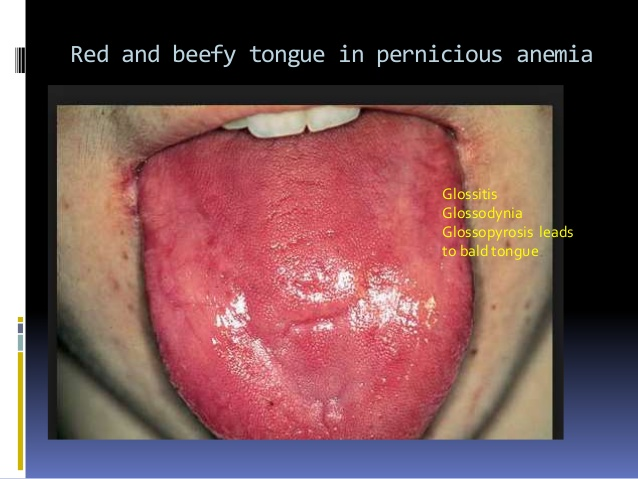 Red and beefy tongue in pernicious anemia
Glossitis
Glossodynia
Glossopyrosis leads
to bald tongue